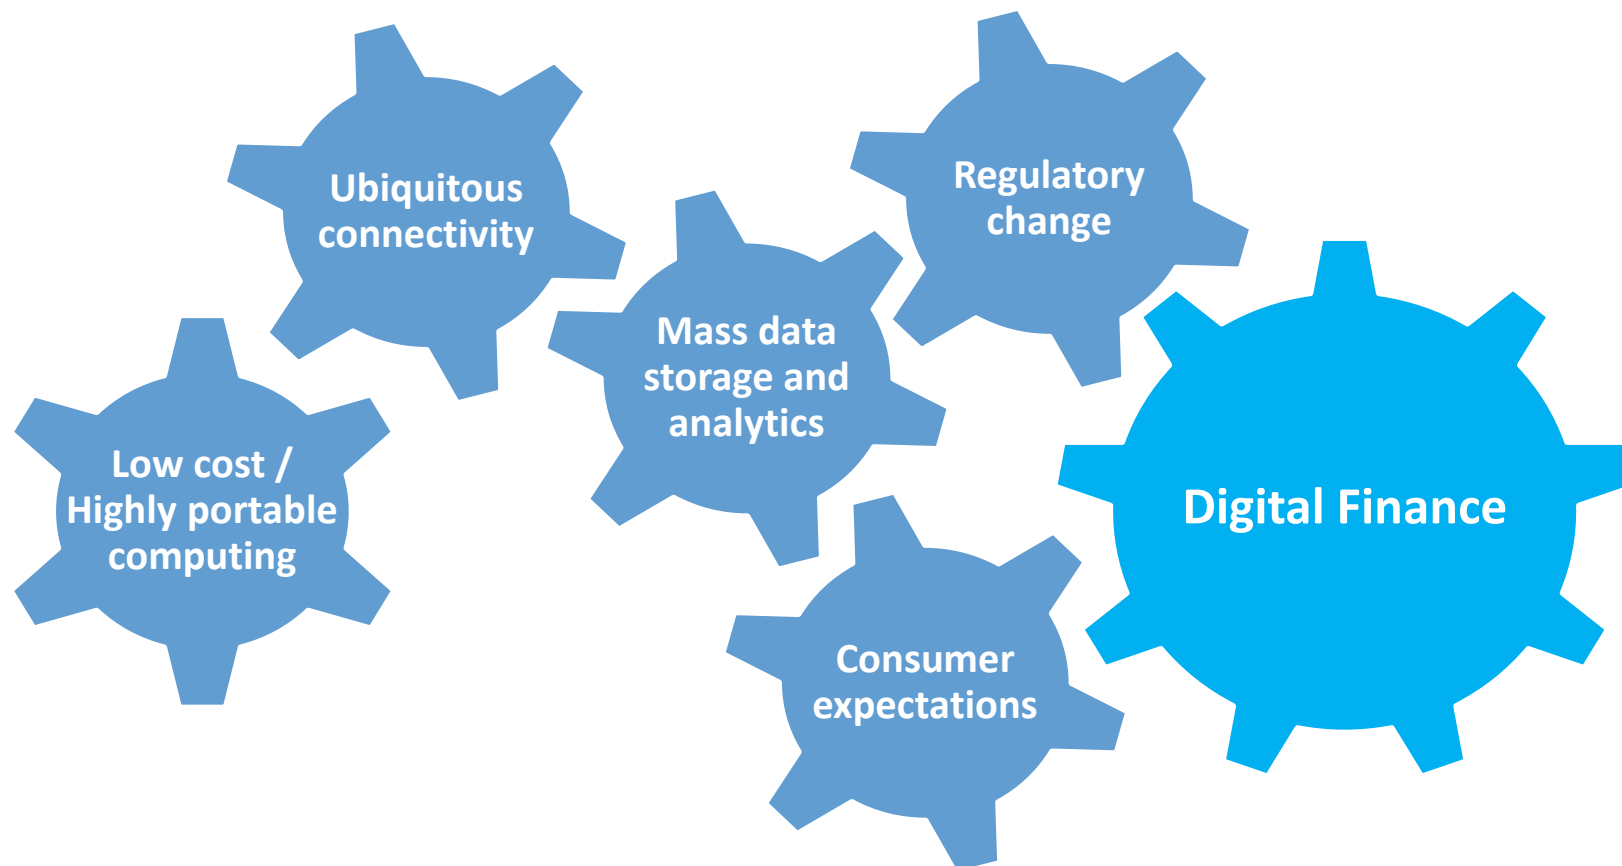 Ubiquitous
connectivity
Regulatory
change
Mass data
storage and
analytics
Low cost /
Highly portable
computing
Digital Finance
Consumer
expectations